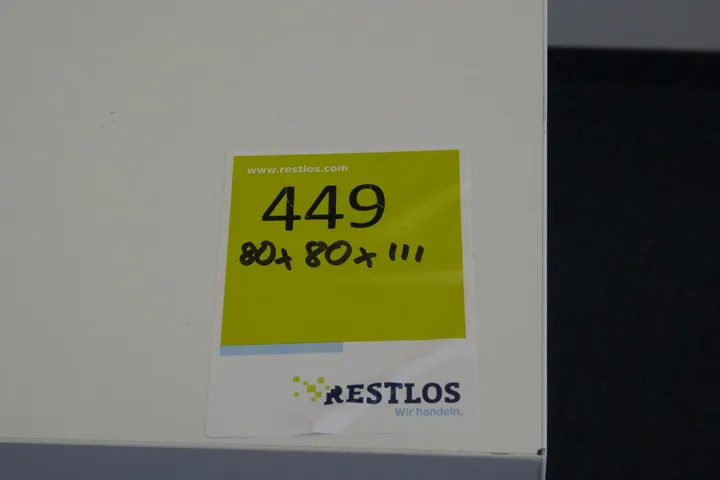 www.restlos.com
449
80x 80x 111
RESTLOS
Wir handeln.